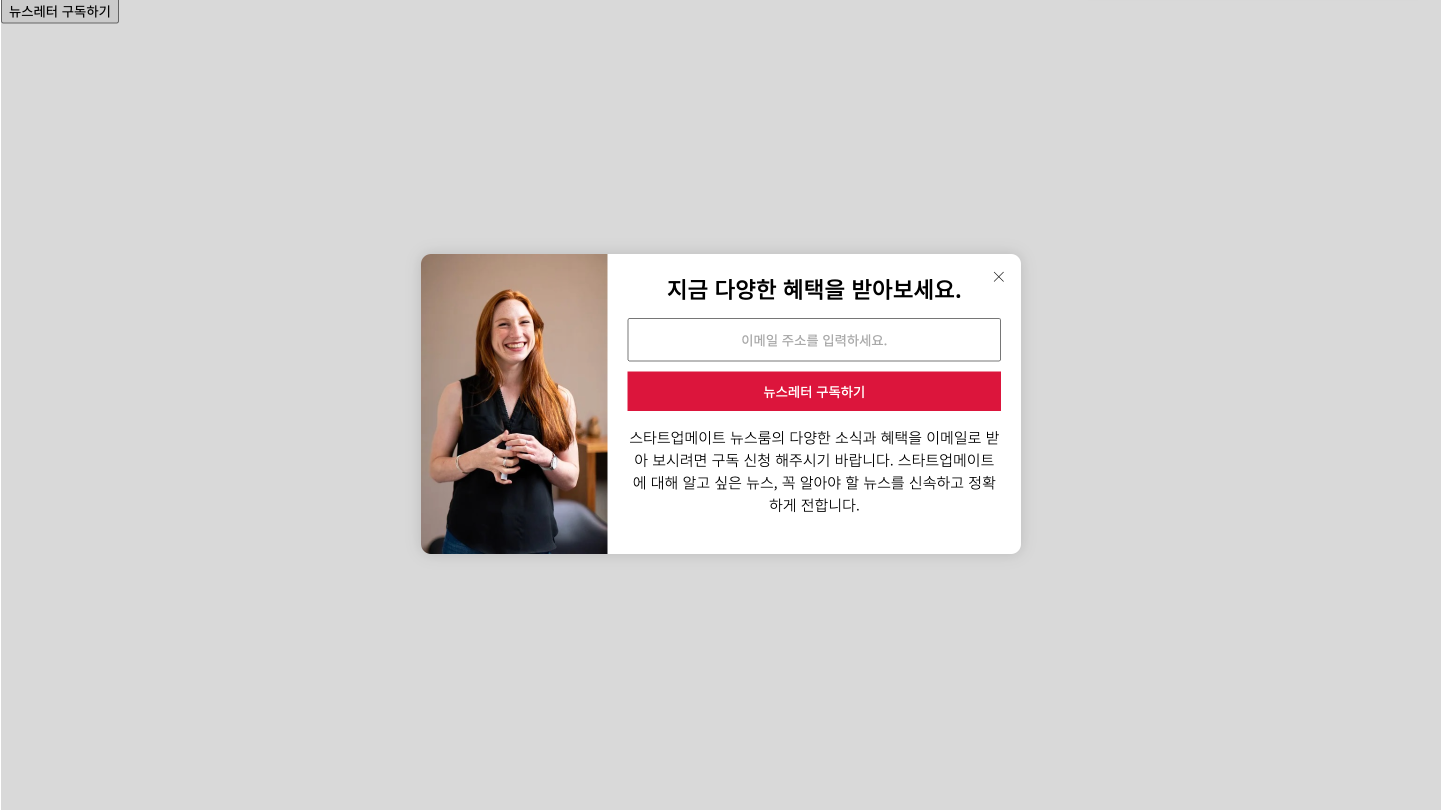 뉴스레터 구독하기
지금 다양한 혜택을 받아보세요.
이메일 주소를 입력하세요.
뉴스레터 구독하기
스타트업메이트 뉴스룸의 다양한 소식과 혜택을 이메일로 받
아 보시려면 구독 신청 해주시기 바랍니다. 스타트업메이트
에 대해 알고 싶은 뉴스, 꼭 알아야 할 뉴스를 신속하고 정확
하게 전합니다.